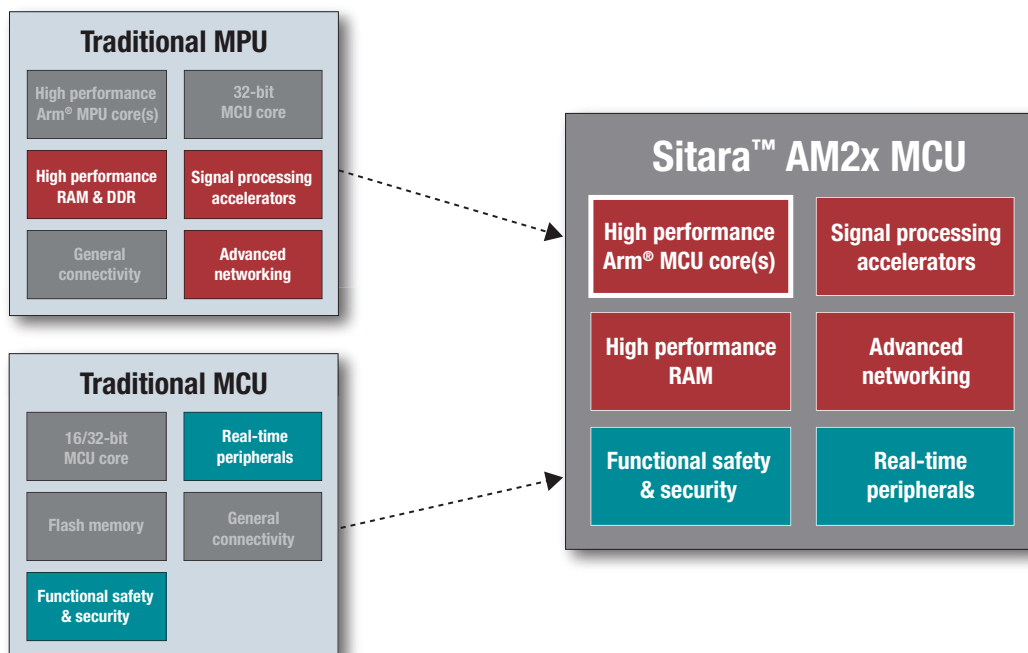 Traditional MPU
High performance
Arm® MPU core(s)
32-bit
MCU core
High performance
RAM & DDR
Signal processing
accelerators
General
connectivity
Advanced
networking
Traditional MCU
16/32-bit
MCU core
Real-time
peripherals
Flash memory
General
connectivity
Functional safety
& security
Sitara™ AM2x MCU
High performance
Arm® MCU core(s)
Signal processing
accelerators
High performance
RAM
Advanced
networking
Functional safety
& security
Real-time
peripherals